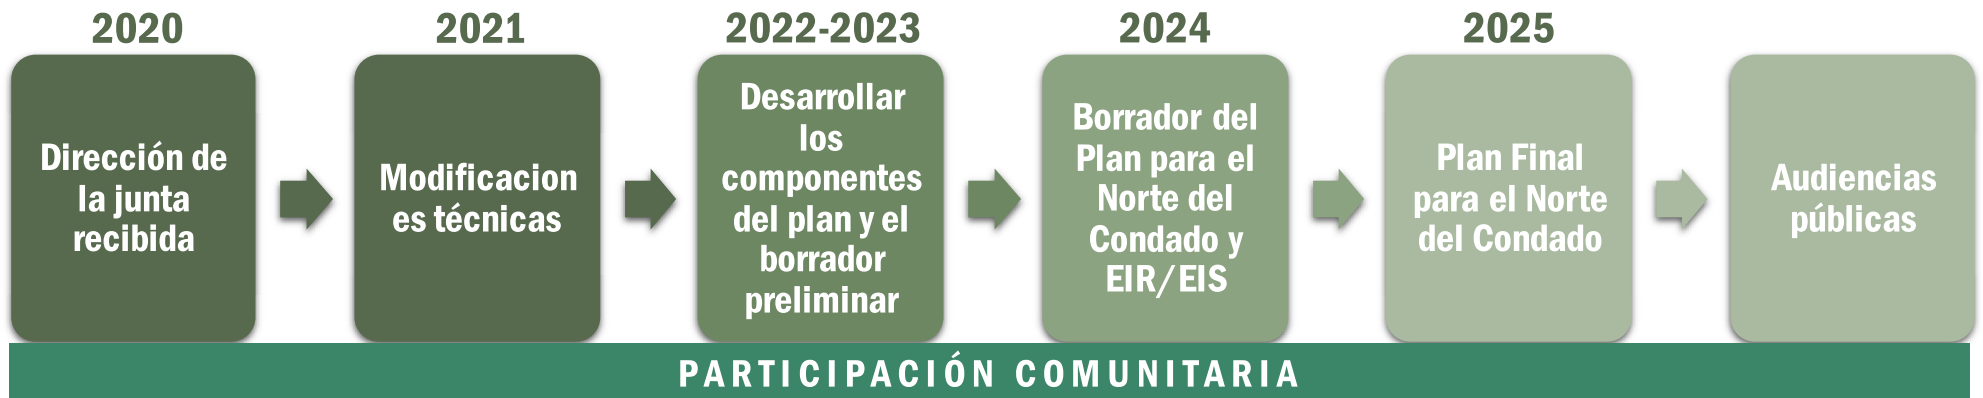 2020
Dirección de
la junta
recibida
2021
Modificacion
es técnicas
2022-2023
Desarrollar
los
componentes
del plan y el
borrador
preliminar
2024
Borrador del
Plan para el
Norte del
Condado y
EIR/EIS
2025
Plan Final
para el Norte
del Condado
Audiencias
públicas
PARTICIPACIÓN COMUNITARIA